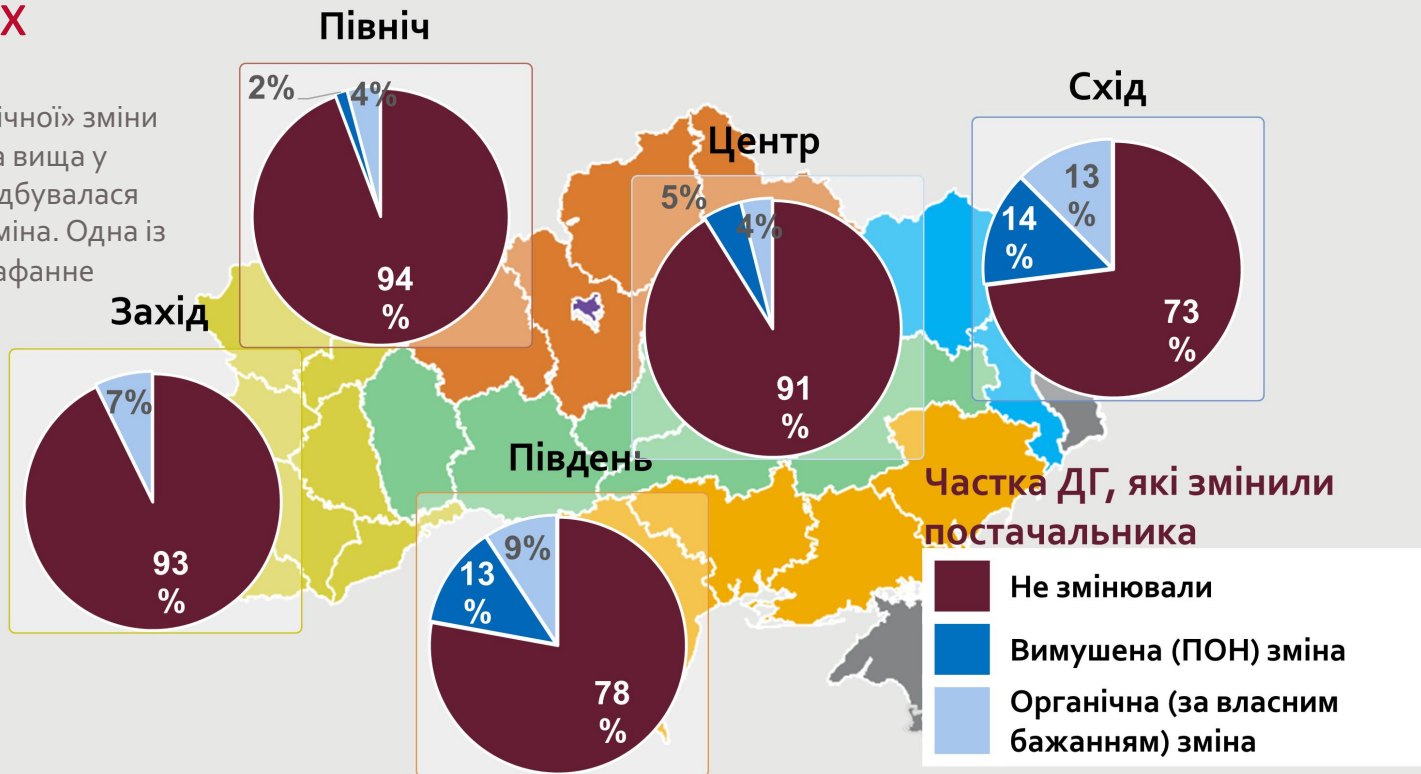 х
ічної» зміни
а вища у
дбувалася
міна. Одна із
афанне
Північ
2%
4%
94
%
Захід
7%
93
%
Центр
5%
4%
91
%
Схід
13
%
14
%
73
%
Південь
9%
13
%
78
%
Частка ДГ, які змінили
постачальника
Не змінювали
Вимушена (ПОН) зміна
Органічна (за власним
бажанням) зміна